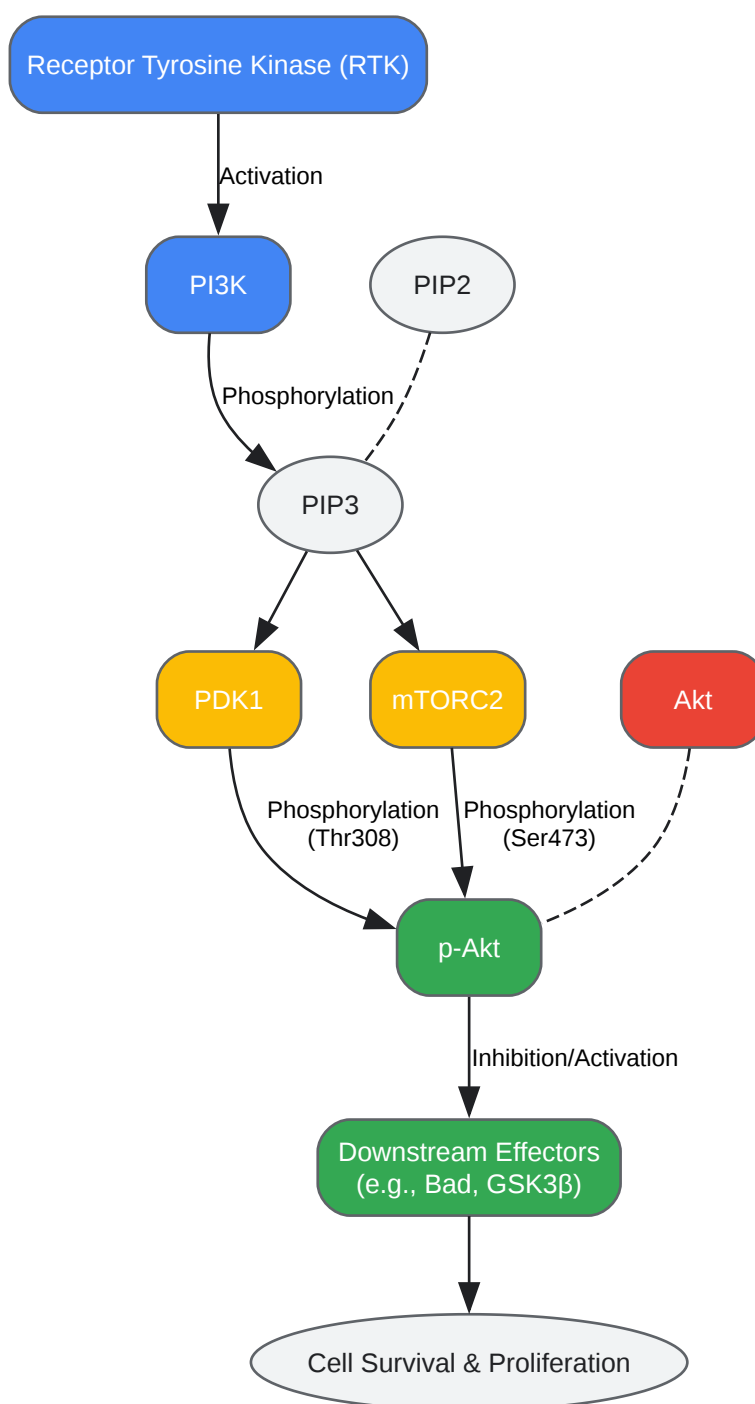 Receptor Tyrosine Kinase (RTK)
Activation
PI3K
PIP2
Phosphorylation
PIP3
PDK1
mTORC2
Akt
Phosphorylation
(Thr308)
Phosphorylation
(Ser473)
p-Akt
Inhibition/Activation
Downstream Effectors
(e.g., Bad, GSK3β)
Cell Survival & Proliferation